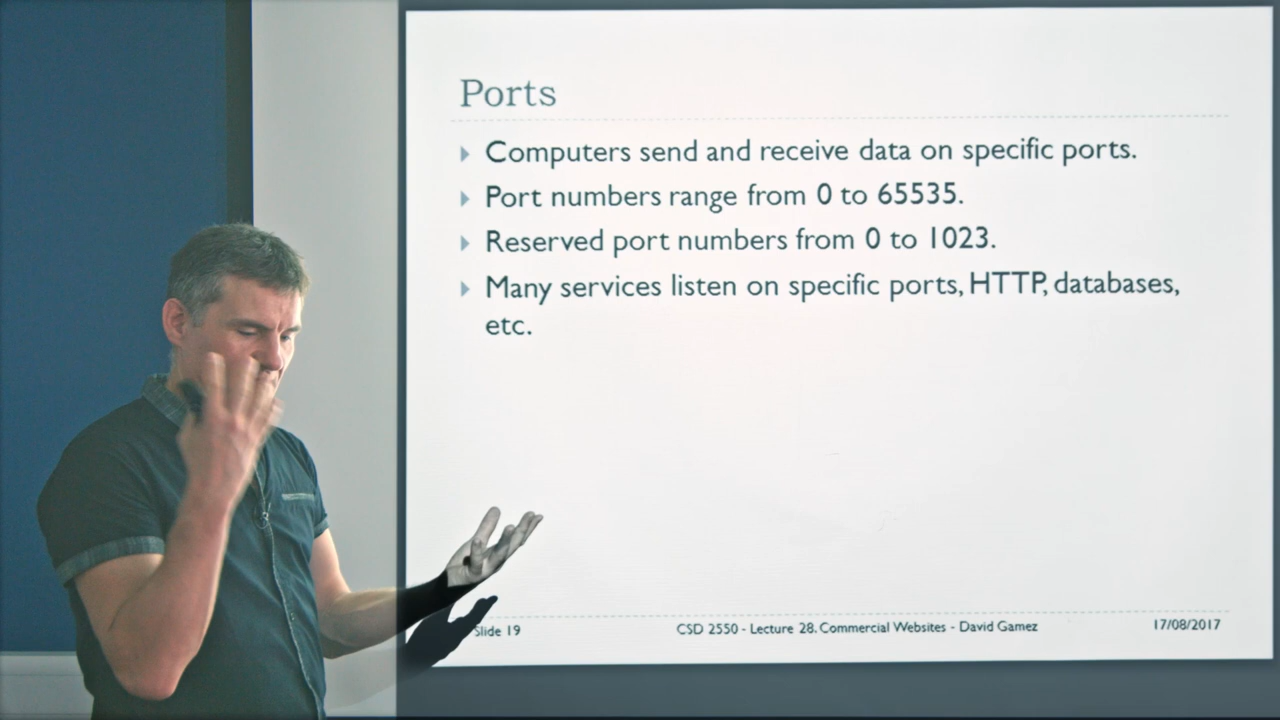 Ports
Computers send and receive data on specific ports.
Port numbers range from 0 to 65535.
Reserved port numbers from 0 to 1023.
Many services listen on specific ports, HTTP, databases,
etc.
Slide 19 CSD 2550 - Lecture 28. Commercial Websites - David Gamez 17/08/2017